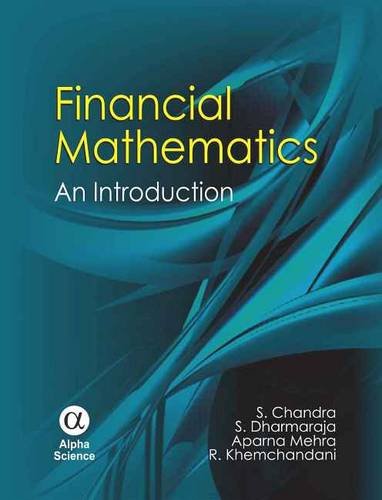 Financial
Mathematics
An Introduction
S. Chandra
S. Dharmaraja
Aparna Mehra
R. Khemchandani
α
Alpha
Science